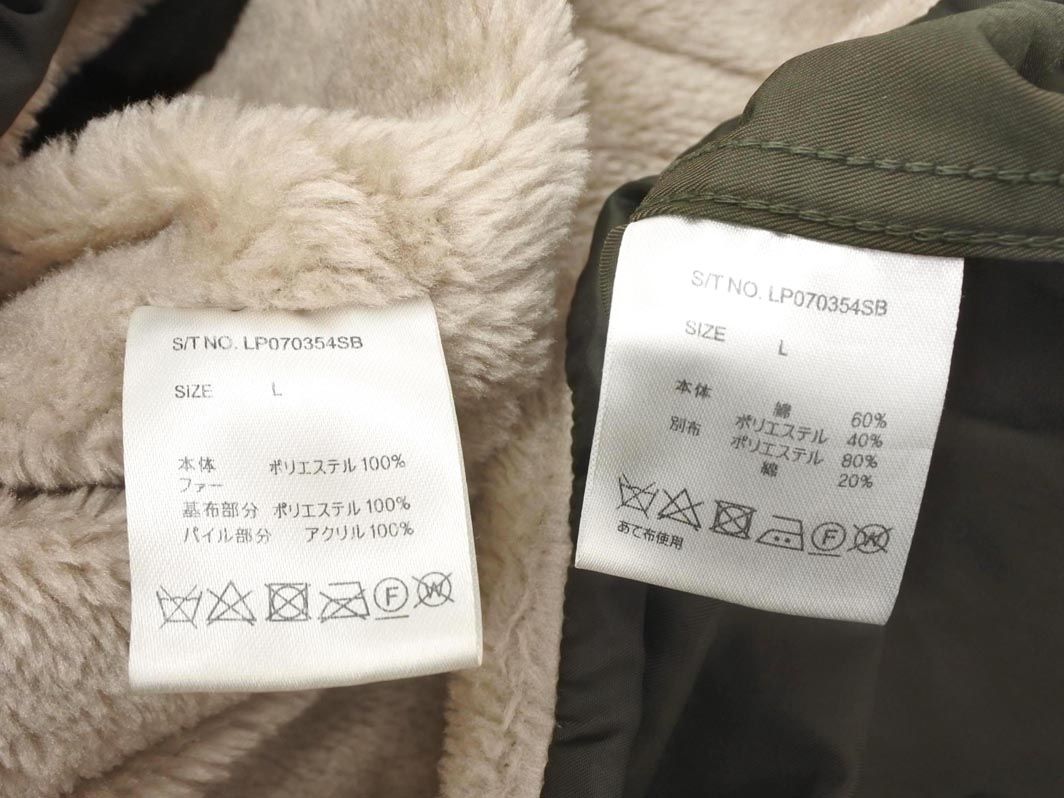 S/T NO. LP070354SB
SIZE L
本体 ポリエステル 100%
ファー
基布部分 ポリエステル 100%
パイル部分 アクリル 100%
F W
S/T NO. LP070354SB
SIZE L
本体 綿 60%
ポリエステル 40%
別布 ポリエステル 80%
綿 20%
F W
あて布使用